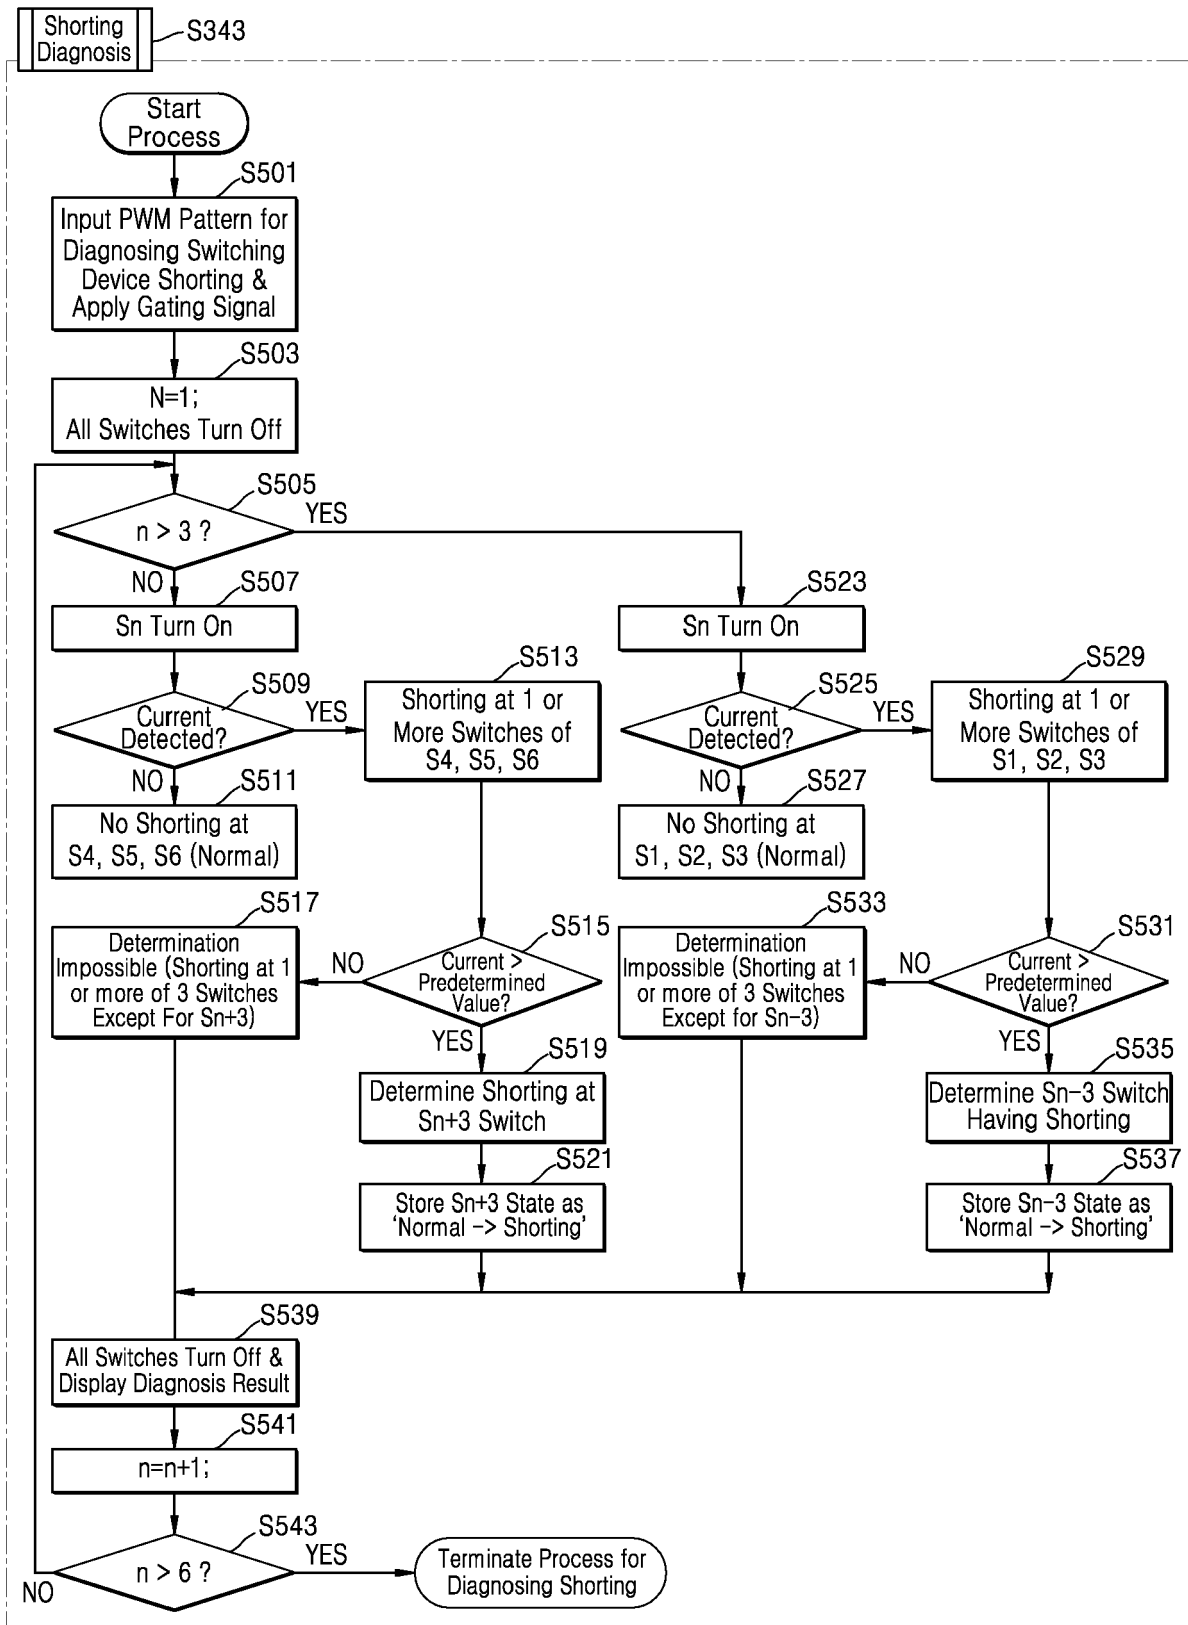 Shorting
Diagnosis
S343
Start
Process
S501
Input PWM Pattern for
Diagnosing Switching
Device Shorting &
Apply Gating Signal
S503
N=1;
All Switches Turn Off
S505
n > 3 ?
YES
NO
S507
Sn Turn On
S523
Sn Turn On
S509
Current
Detected?
YES
NO
S513
Shorting at 1 or
More Switches of
S4, S5, S6
S525
Current
Detected?
YES
NO
S529
Shorting at 1 or
More Switches of
S1, S2, S3
S511
No Shorting at
S4, S5, S6 (Normal)
S527
No Shorting at
S1, S2, S3 (Normal)
S517
Determination
Impossible (Shorting at 1
or more of 3 Switches
Except For Sn+3)
S515
Current >
Predetermined
Value?
NO
YES
S533
Determination
Impossible (Shorting at 1
or more of 3 Switches
Except for Sn-3)
S531
Current >
Predetermined
Value?
NO
YES
S519
Determine Shorting at
Sn+3 Switch
S535
Determine Sn-3 Switch
Having Shorting
S521
Store Sn+3 State as
'Normal -> Shorting'
S537
Store Sn-3 State as
'Normal -> Shorting'
S539
All Switches Turn Off &
Display Diagnosis Result
S541
n=n+1;
S543
n > 6 ?
YES
NO
Terminate Process for
Diagnosing Shorting